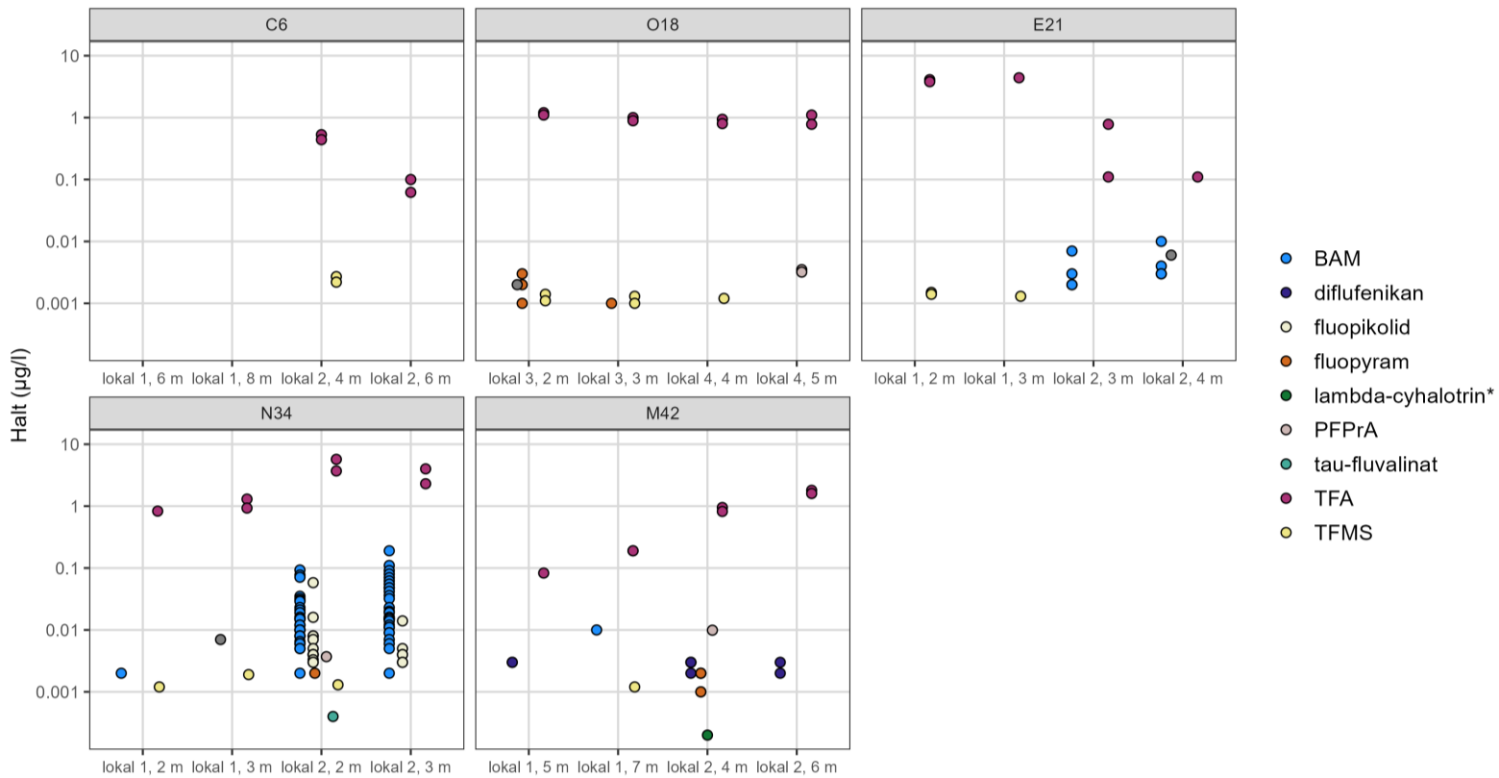 C6
O18
E21
10
1
0.1
0.01
0.001
lokal 1, 6 m lokal 1, 8 m lokal 2, 4 m lokal 2, 6 m
lokal 3, 2 m lokal 3, 3 m lokal 4, 4 m lokal 4, 5 m
lokal 1, 2 m lokal 1, 3 m lokal 2, 3 m lokal 2, 4 m
Halt (µg/l)
N34
M42
10
1
0.1
0.01
0.001
lokal 1, 2 m lokal 1, 3 m lokal 2, 2 m lokal 2, 3 m
lokal 1, 5 m lokal 1, 7 m lokal 2, 4 m lokal 2, 6 m
BAM
diflufenikan
fluopikolid
fluopyram
lambda-cyhalotrin*
PFPrA
tau-fluvalinat
TFA
TFMS